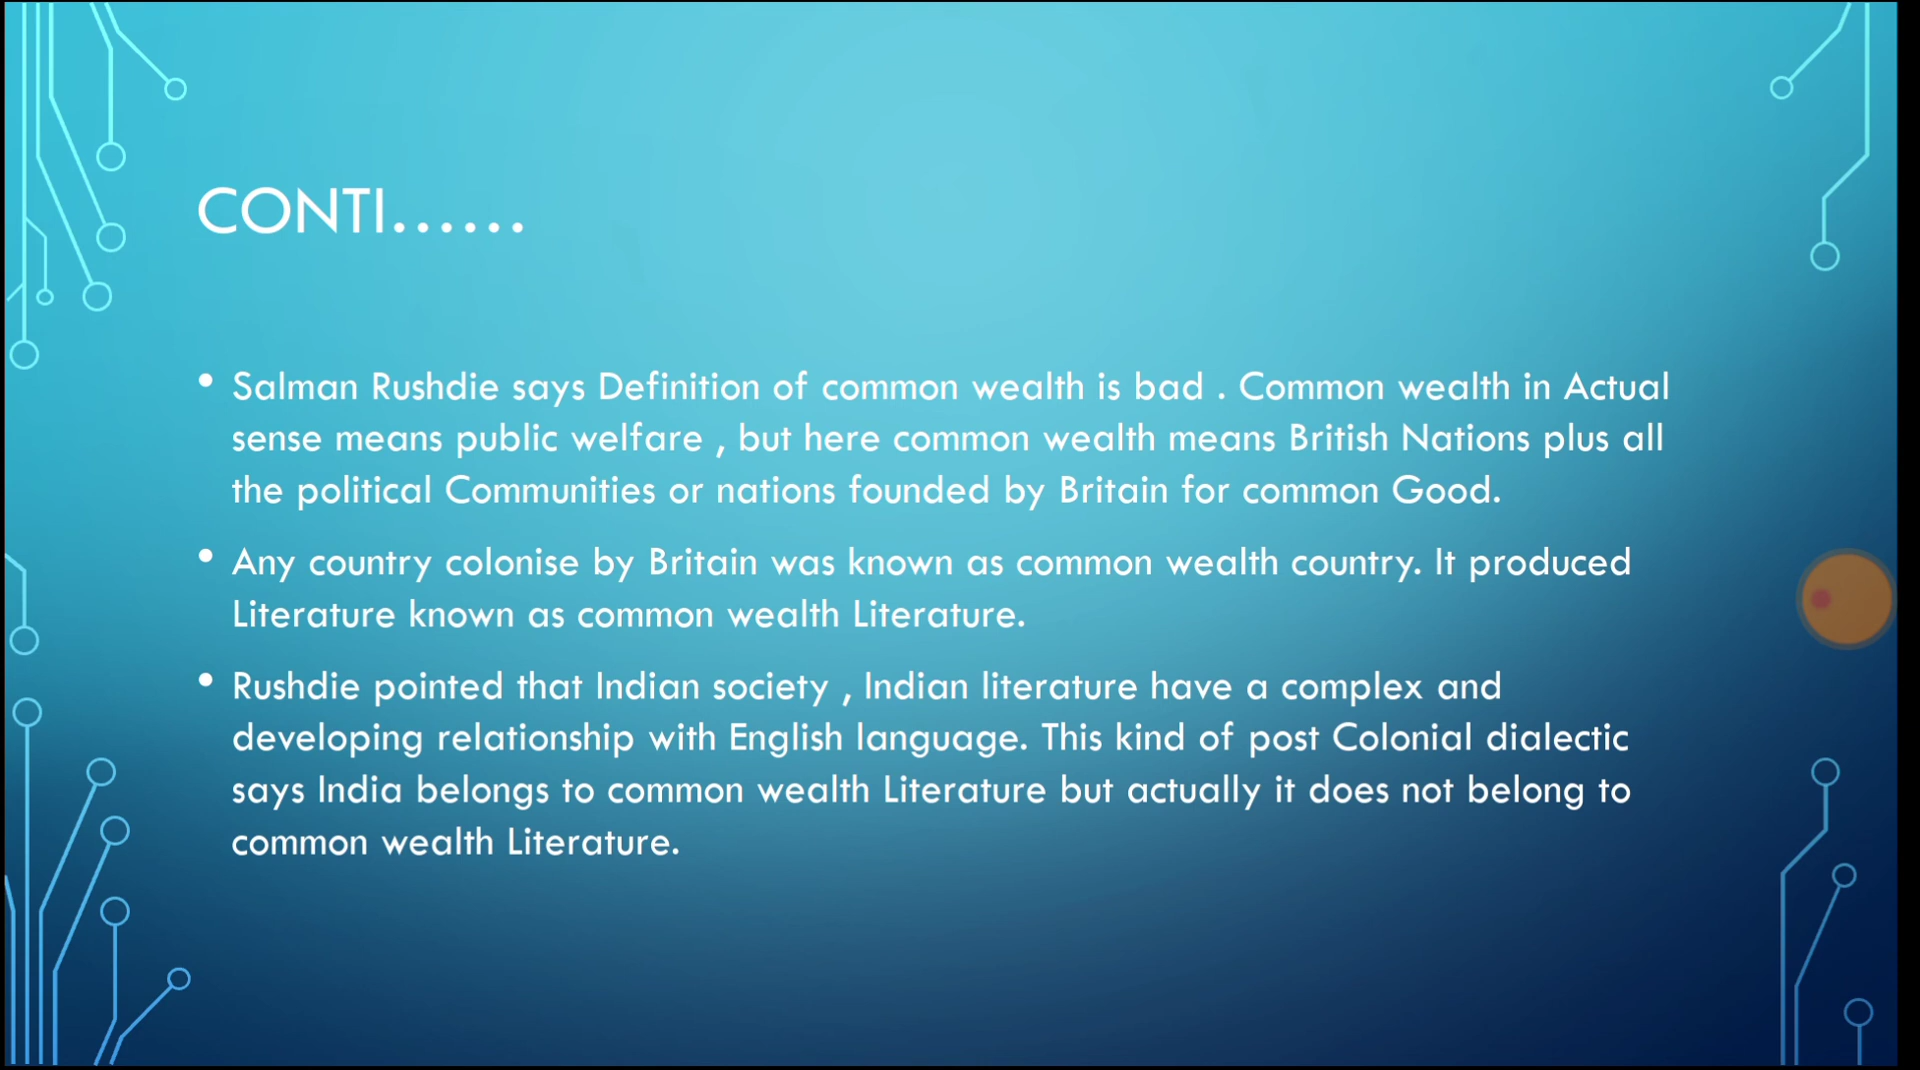 CONTI......
• Salman Rushdie says Definition of common wealth is bad . Common wealth in Actual
sense means public welfare , but here common wealth means British Nations plus all
the political Communities or nations founded by Britain for common Good.
• Any country colonise by Britain was known as common wealth country. It produced
Literature known as common wealth Literature.
• Rushdie pointed that Indian society , Indian literature have a complex and
developing relationship with English language. This kind of post Colonial dialectic
says India belongs to common wealth Literature but actually it does not belong to
common wealth Literature.